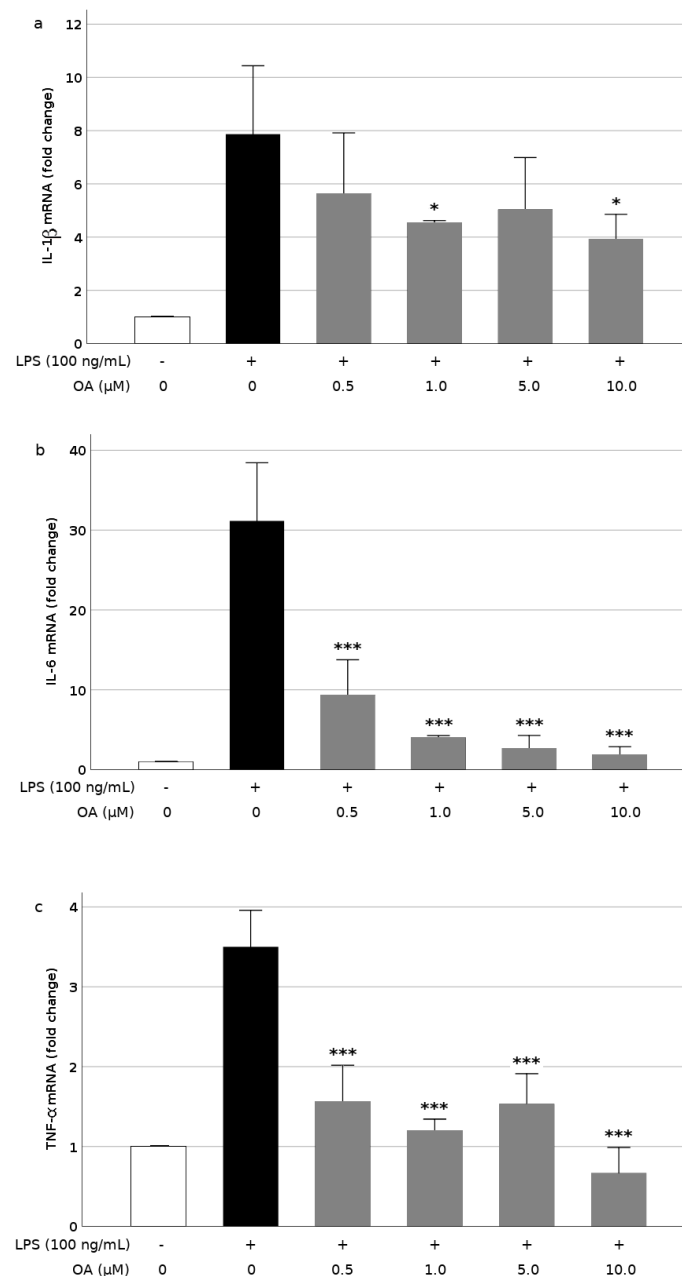 a
12
10
8
6
4
2
0
IL-1β mRNA (fold change)
*
*
LPS (100 ng/mL) - + + + + +
OA (μM) 0 0 0.5 1.0 5.0 10.0
b
40
30
20
10
0
IL-6 mRNA (fold change)
***
***
***
***
LPS (100 ng/mL) - + + + + +
OA (μM) 0 0 0.5 1.0 5.0 10.0
c
4
3
2
1
0
TNF-α mRNA (fold change)
***
***
***
***
LPS (100 ng/mL) - + + + + +
OA (μM) 0 0 0.5 1.0 5.0 10.0